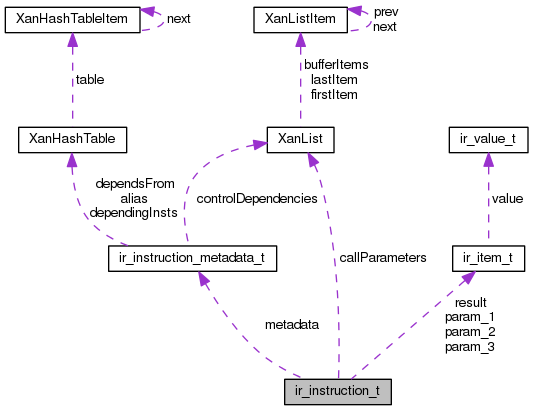 XanHashTableItem
next
XanListItem
prev
next
table
bufferItems
lastItem
firstItem
XanHashTable
XanList
ir_value_t
dependsFrom
alias
dependingInsts
controlDependencies
value
ir_instruction_metadata_t
callParameters
ir_item_t
metadata
result
param_1
param_2
param_3
ir_instruction_t